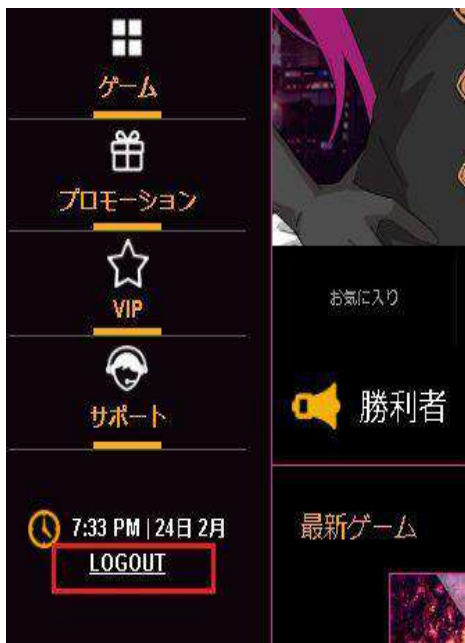 ゲーム
プロモーション
VIP
サポート
7:33 PM | 24日 2月
LOGOUT
お気に入り
勝利者
最新ゲーム